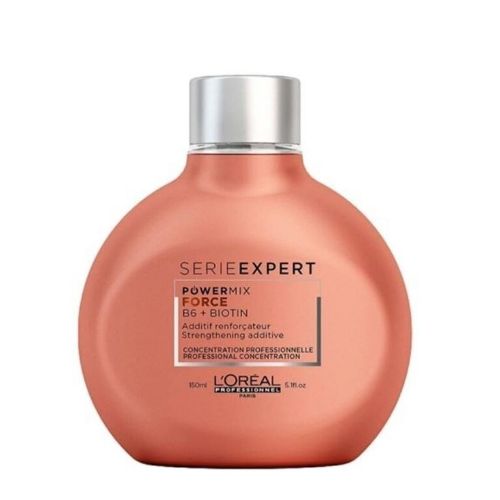 SERIEEXPERT
POWERMIX
FORCE
B6 + BIOTIN
Additif renforçateur
Strengthening additive
CONCENTRATION PROFESSIONNELLE
PROFESSIONAL CONCENTRATION
150ml L'ORÉAL 5.1fl.oz
PROFESSIONNEL
PARIS